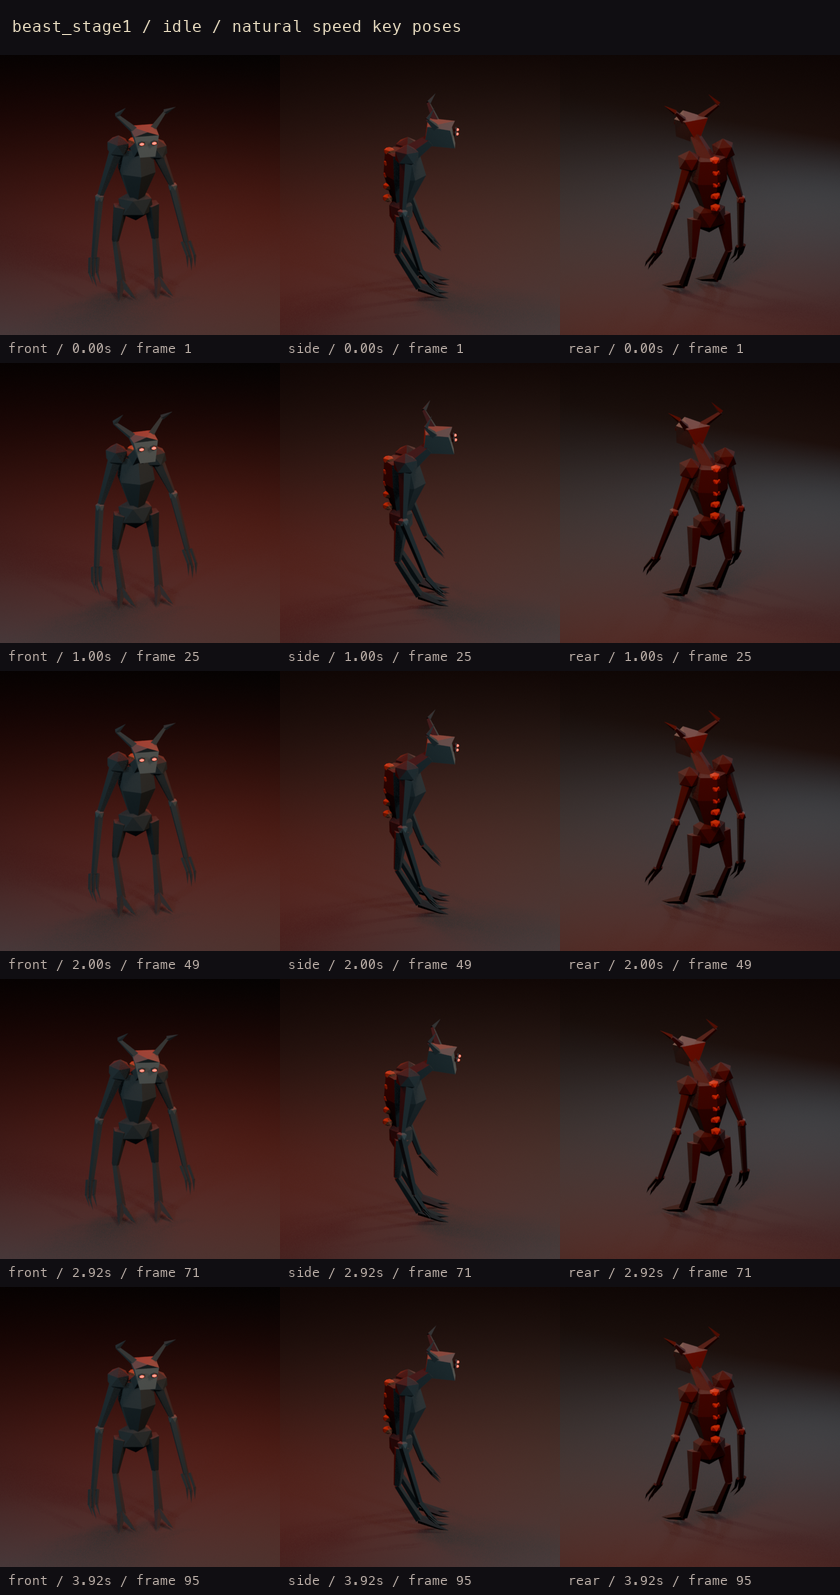 beast_stage1 / idle / natural speed key poses
front / 0.00s / frame 1
side / 0.00s / frame 1
rear / 0.00s / frame 1
front / 1.00s / frame 25
side / 1.00s / frame 25
rear / 1.00s / frame 25
front / 2.00s / frame 49
side / 2.00s / frame 49
rear / 2.00s / frame 49
front / 2.92s / frame 71
side / 2.92s / frame 71
rear / 2.92s / frame 71
front / 3.92s / frame 95
side / 3.92s / frame 95
rear / 3.92s / frame 95